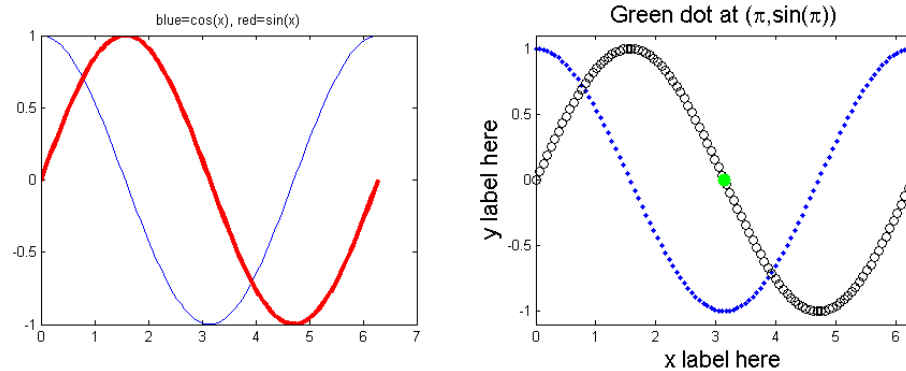 blue=cos(x), red=sin(x)
1
0.5
0
-0.5
-1
0 1 2 3 4 5 6 7
Green dot at (π,sin(π))
1
0.5
0
-0.5
-1
y label here
0 1 2 3 4 5 6
x label here